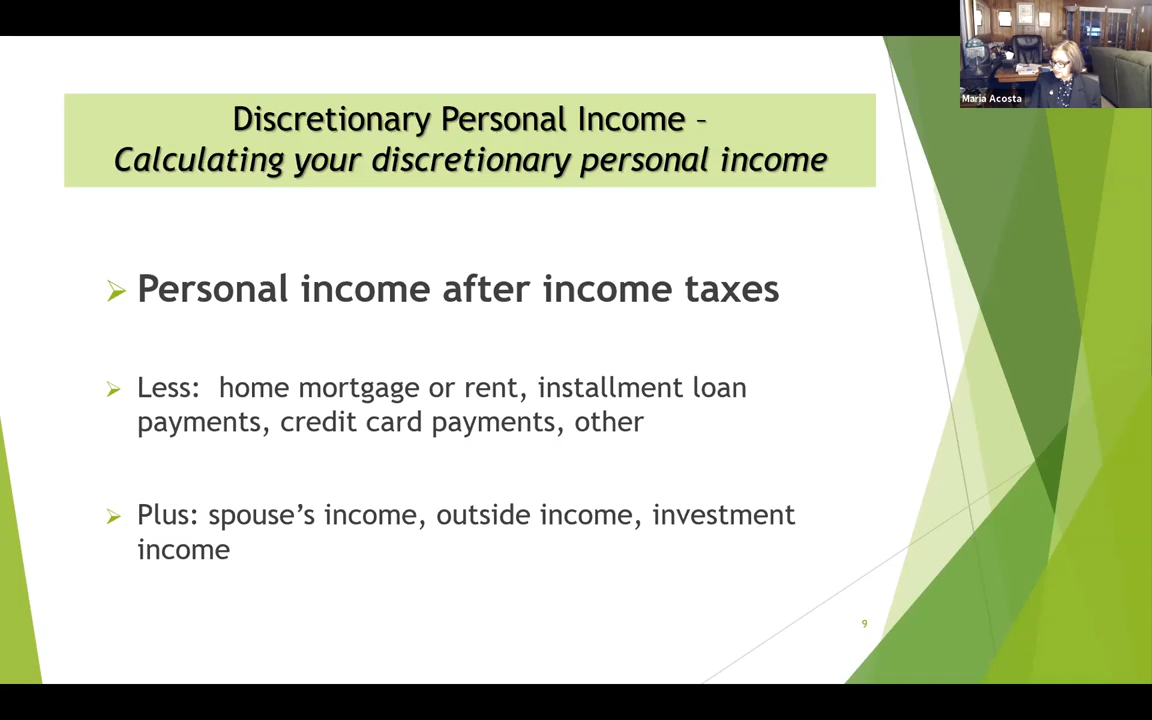 Maria Acosta
Discretionary Personal Income –
Calculating your discretionary personal income
Personal income after income taxes
Less:  home mortgage or rent, installment loan
payments, credit card payments, other
Plus: spouse’s income, outside income, investment
income
9